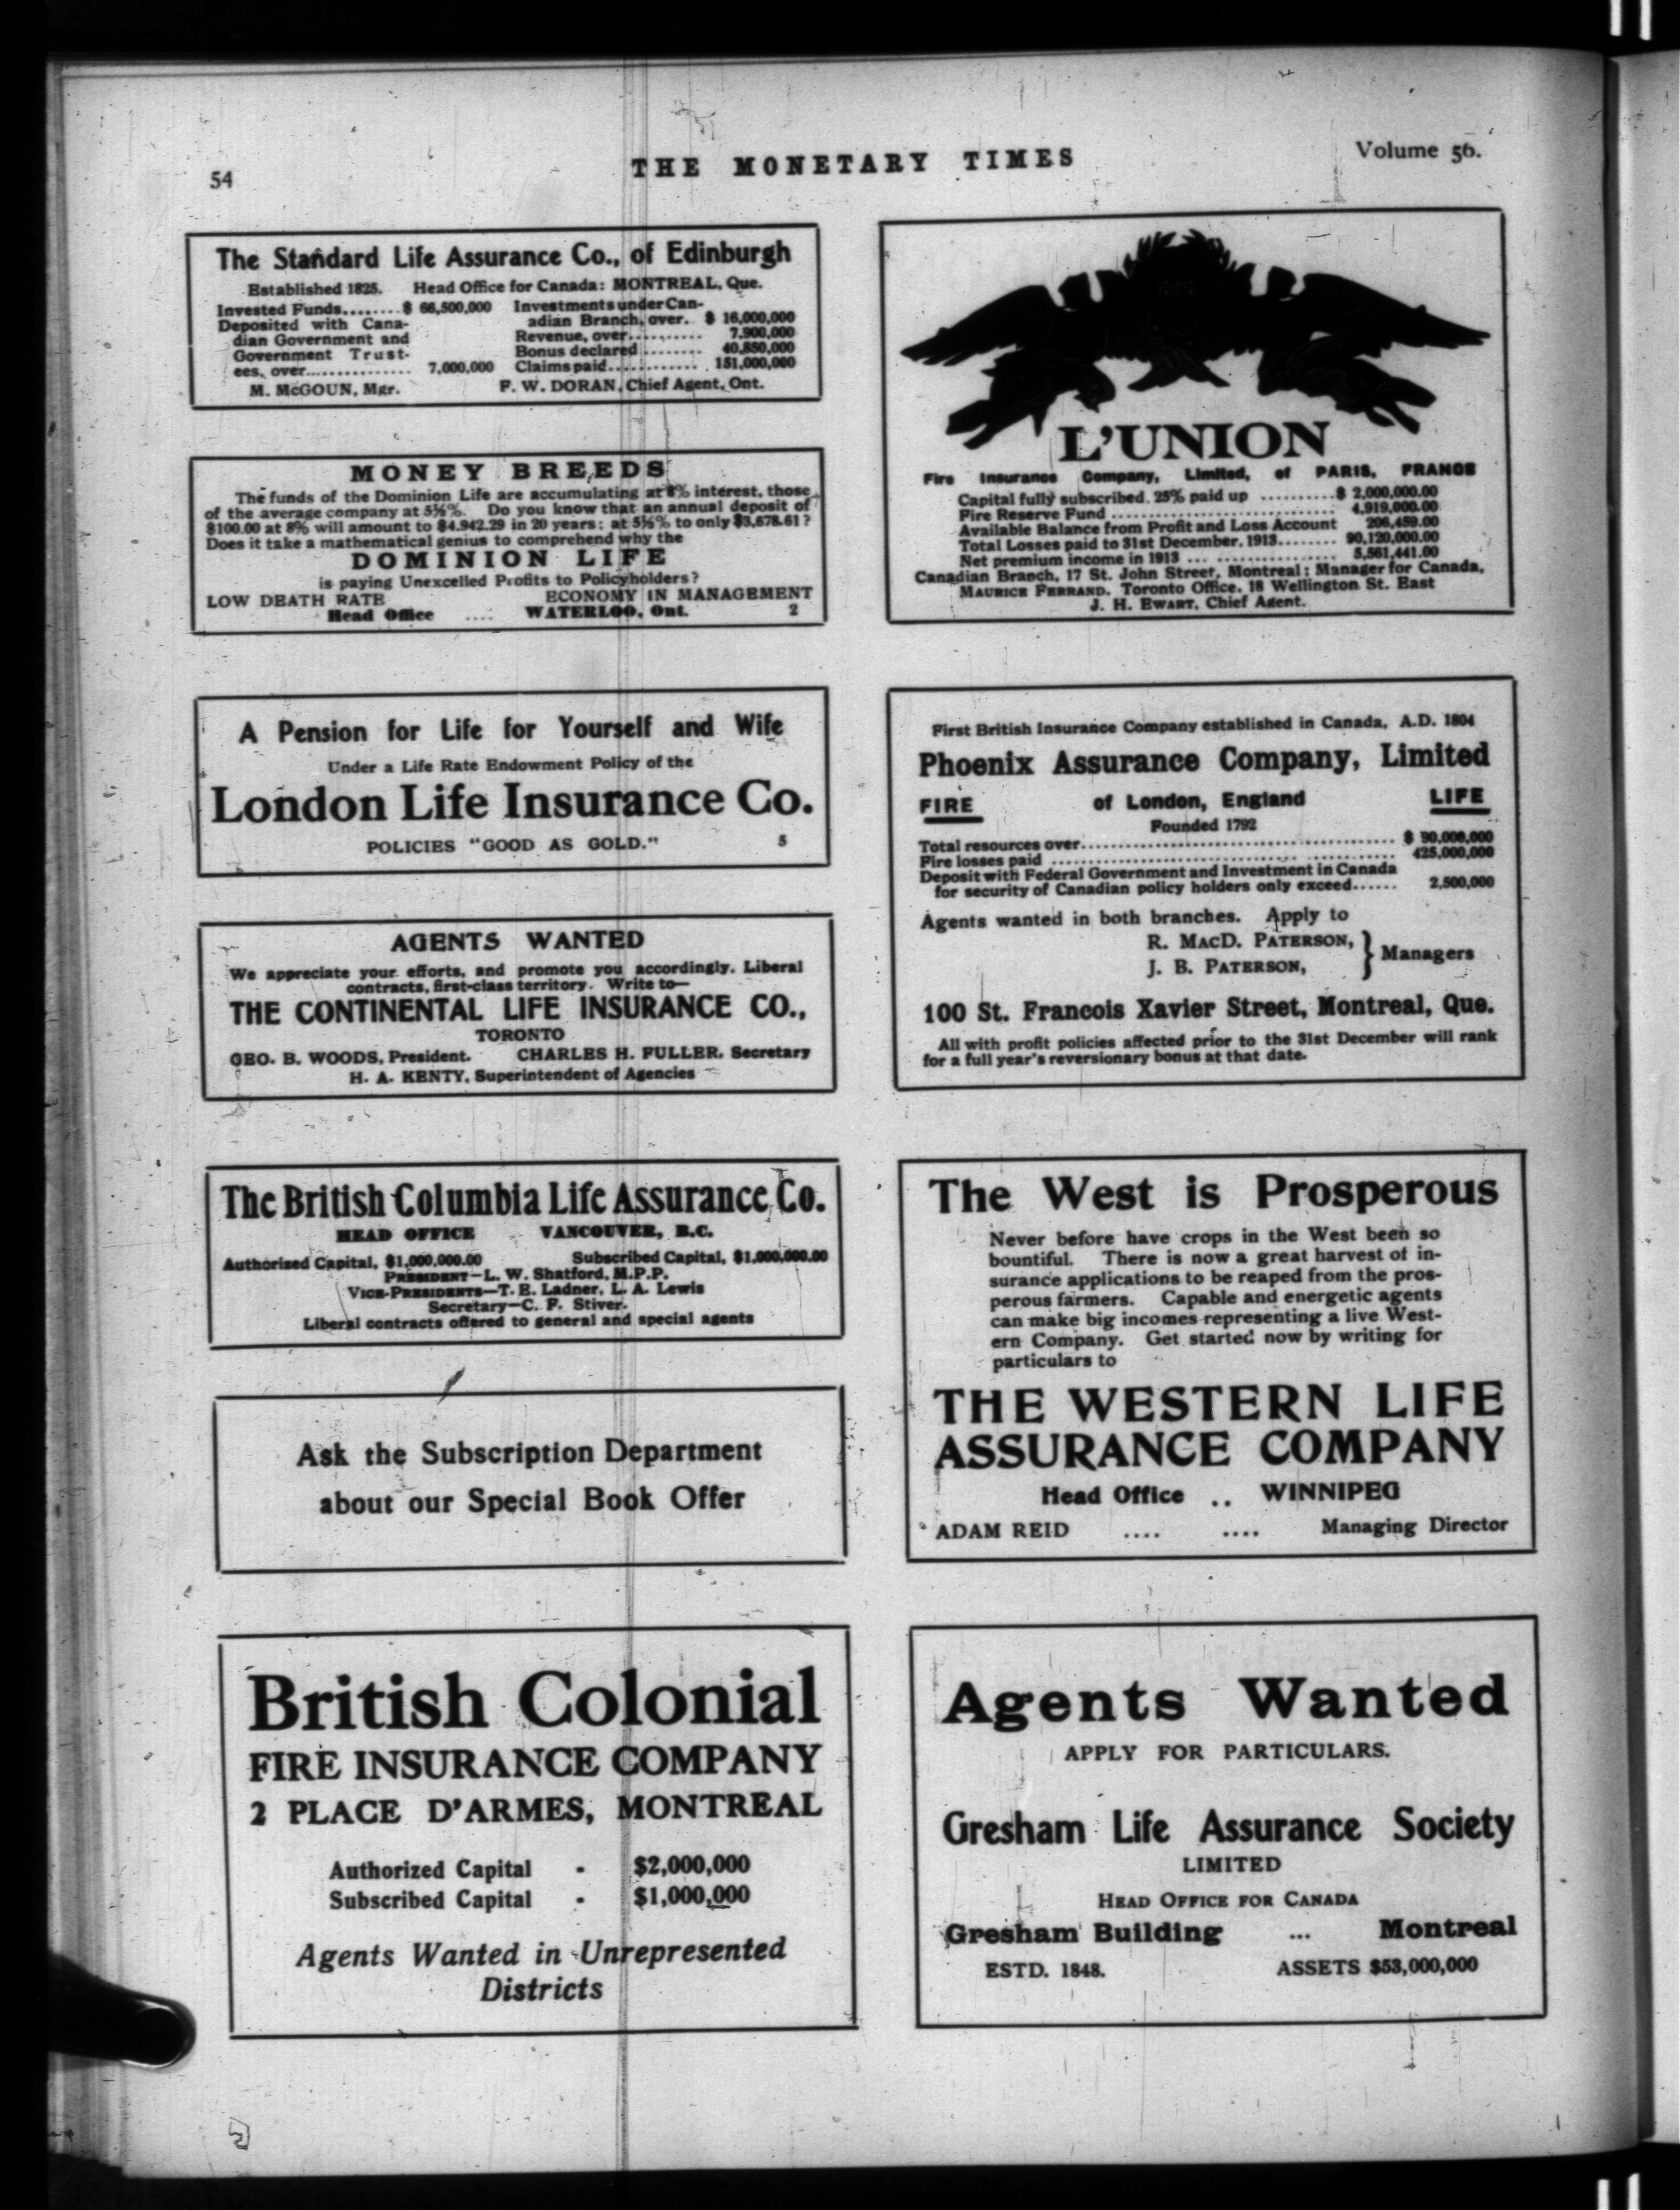 54
THE MONETARY TIMES
Volume 56.
The Standard Life Assurance Co., of Edinburgh
Established 1825. Head Office for Canada: MONTREAL, Que.
Invested Funds........$ 66,500,000
Deposited with Cana-
dian Government and
Government Trust-
ees, over.............. 7,000,000
Investments under Can-
adian Branch, over. $ 16,000,000
Revenue, over.......... 7,900,000
Bonus declared ........ 40,850,000
Claims paid............ 151,000,000
M. McGOUN, Mgr. F. W. DORAN, Chief Agent, Ont.
MONEY BREEDS
The funds of the Dominion Life are accumulating at 8% interest, those
of the average company at 5½%. Do you know that an annual deposit of
$100.00 at 8% will amount to $4,942.29 in 20 years: at 5½% to only $3,678.61?
Does it take a mathematical genius to comprehend why the
DOMINION LIFE
is paying Unexcelled Profits to Policyholders?
LOW DEATH RATE ECONOMY IN MANAGEMENT
Head Office .... WATERLOO, Ont. 2
A Pension for Life for Yourself and Wife
Under a Life Rate Endowment Policy of the
London Life Insurance Co.
POLICIES "GOOD AS GOLD." 5
AGENTS WANTED
We appreciate your efforts, and promote you accordingly. Liberal
contracts, first-class territory. Write to—
THE CONTINENTAL LIFE INSURANCE CO.,
TORONTO
GEO. B. WOODS, President. CHARLES H. FULLER, Secretary
H. A. KENTY, Superintendent of Agencies
The British Columbia Life Assurance Co.
HEAD OFFICE VANCOUVER, B.C.
Authorized Capital, $1,000,000.00 Subscribed Capital, $1,000,000.00
PRESIDENT—L. W. Shatford, M.P.P.
VICE-PRESIDENTS—T. E. Ladner, L. A. Lewis
Secretary—C. F. Stiver.
Liberal contracts offered to general and special agents
Ask the Subscription Department
about our Special Book Offer
British Colonial
FIRE INSURANCE COMPANY
2 PLACE D'ARMES, MONTREAL
Authorized Capital - $2,000,000
Subscribed Capital - $1,000,000
Agents Wanted in Unrepresented
Districts
L'UNION
Fire Insurance Company, Limited, of PARIS, FRANCE
Capital fully subscribed, 25% paid up ..........$ 2,000,000.00
Fire Reserve Fund .............................. 4,919,000.00
Available Balance from Profit and Loss Account 206,459.00
Total Losses paid to 31st December, 1913........ 90,120,000.00
Net premium income in 1913 ... ................. 5,561,441.00
Canadian Branch, 17 St. John Street, Montreal; Manager for Canada,
MAURICE FERRAND. Toronto Office, 18 Wellington St. East
J. H. EWART, Chief Agent.
First British Insurance Company established in Canada, A.D. 1804
Phoenix Assurance Company, Limited
FIRE of London, England LIFE
Founded 1792
Total resources over........................................ $ 90,000,000
Fire losses paid ........................................... 425,000,000
Deposit with Federal Government and Investment in Canada
for security of Canadian policy holders only exceed...... 2,500,000
Agents wanted in both branches. Apply to
R. MACD. PATERSON,
J. B. PATERSON,
} Managers
100 St. Francois Xavier Street, Montreal, Que.
All with profit policies affected prior to the 31st December will rank
for a full year's reversionary bonus at that date.
The West is Prosperous
Never before have crops in the West been so
bountiful. There is now a great harvest of in-
surance applications to be reaped from the pros-
perous farmers. Capable and energetic agents
can make big incomes representing a live West-
ern Company. Get started now by writing for
particulars to
THE WESTERN LIFE
ASSURANCE COMPANY
Head Office .. WINNIPEG
ADAM REID .... .... Managing Director
Agents Wanted
APPLY FOR PARTICULARS.
Gresham Life Assurance Society
LIMITED
HEAD OFFICE FOR CANADA
Gresham Building ... Montreal
ESTD. 1848. ASSETS $53,000,000